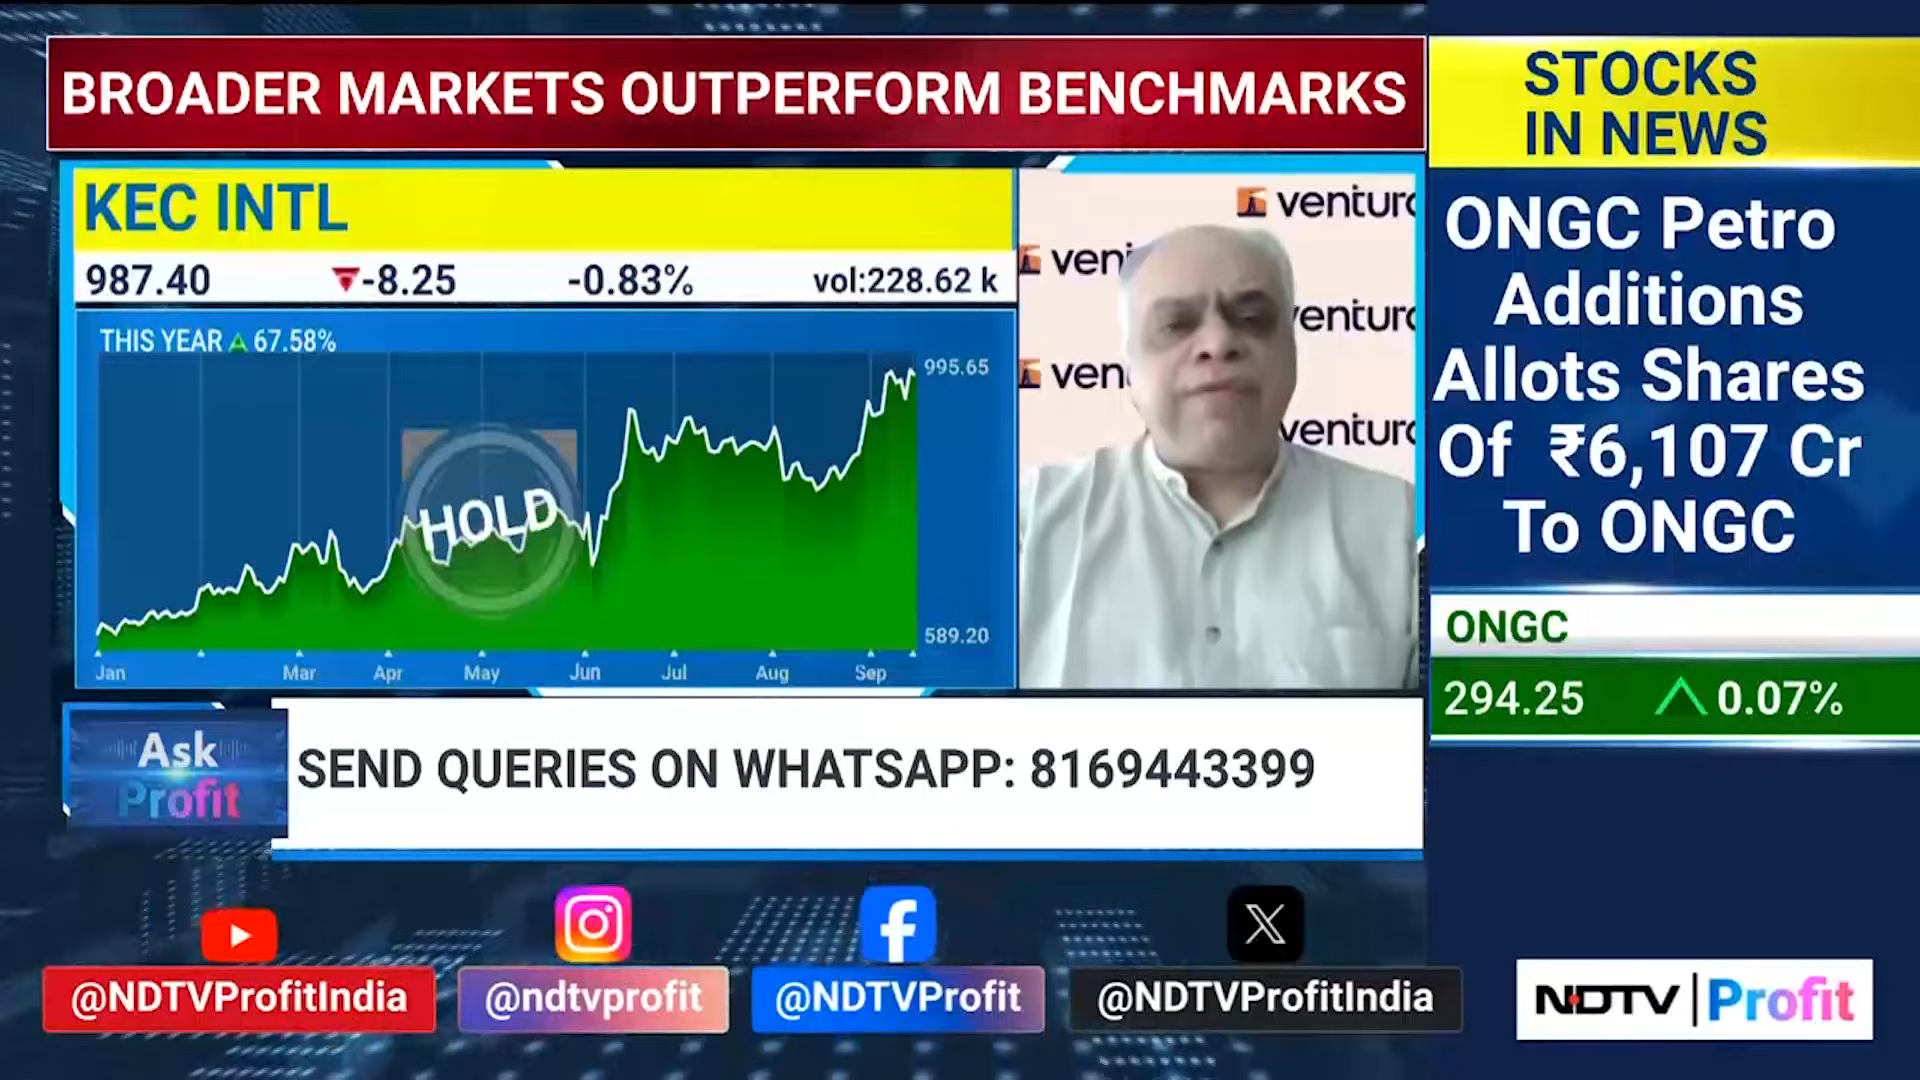 BROADER MARKETS OUTPERFORM BENCHMARKS
KEC INTL
987.40 -8.25 -0.83% vol:228.62 k
THIS YEAR 67.58%
995.65
HOLD
589.20
Jan Mar Apr May Jun Jul Aug Sep
ventura
STOCKS
IN NEWS
ONGC Petro
Additions
Allots Shares
Of ₹6,107 Cr
To ONGC
ONGC
294.25 0.07%
Ask
Profit
SEND QUERIES ON WHATSAPP: 8169443399
@NDTVProfitIndia @ndtvprofit @NDTVProfit @NDTVProfitIndia
NDTV Profit